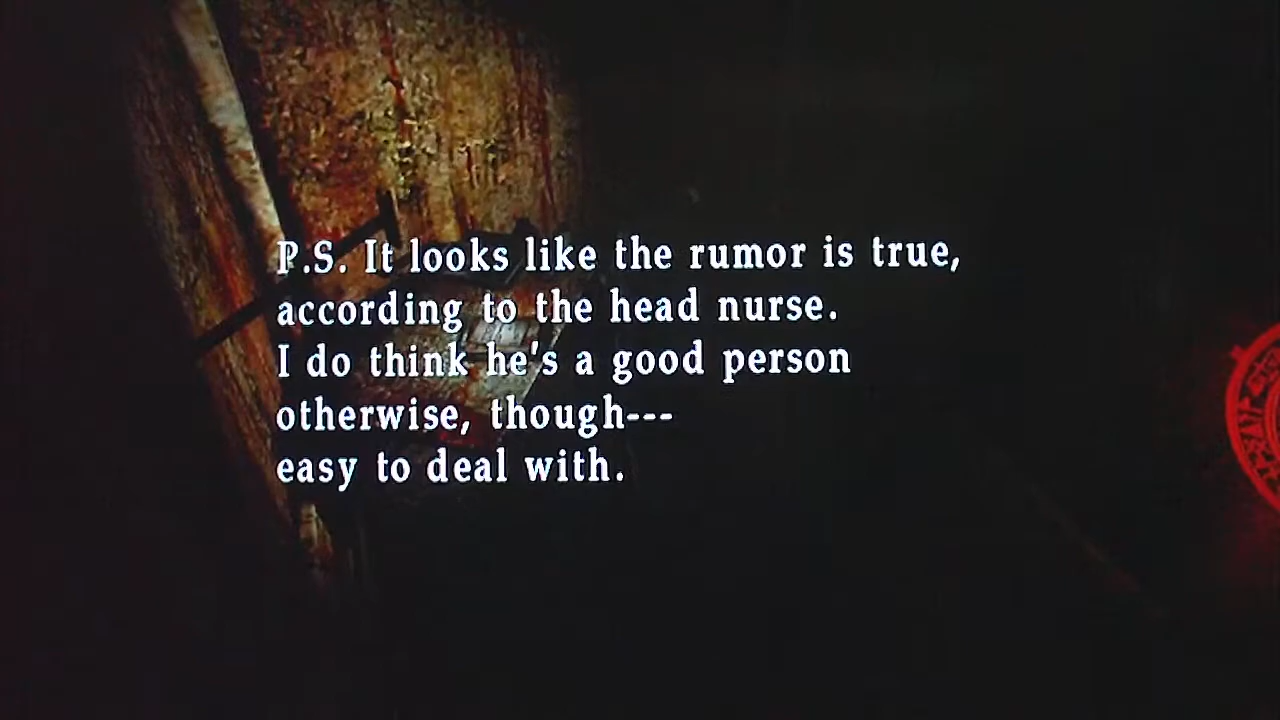 P.S. It looks like the rumor is true,
according to the head nurse.
I do think he's a good person
otherwise, though---
easy to deal with.